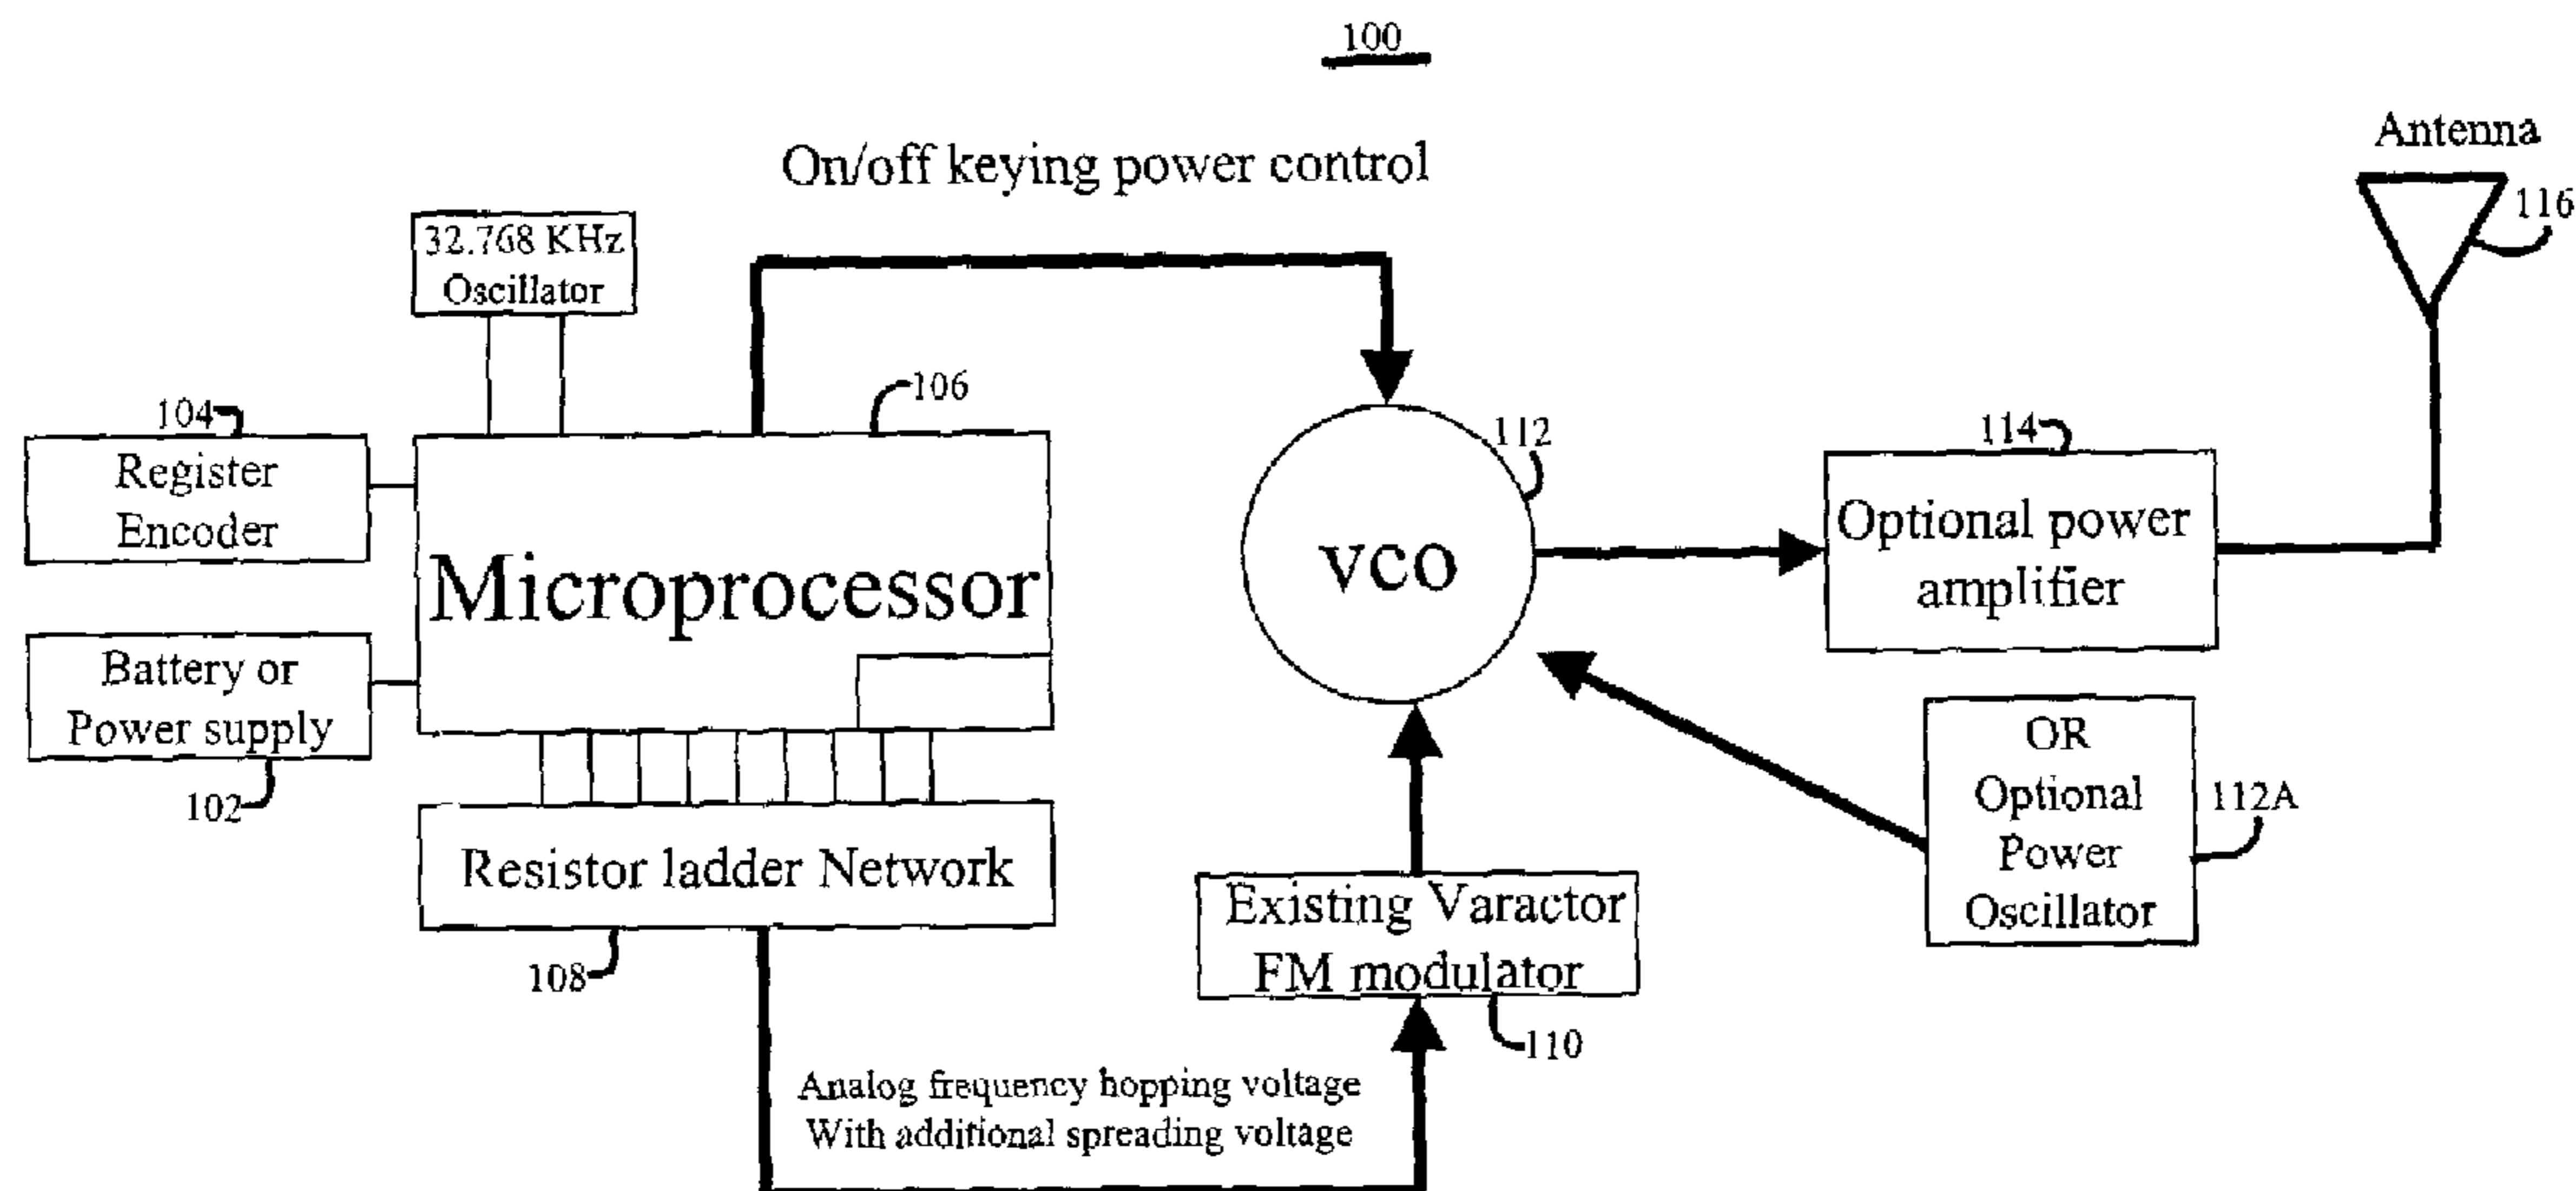 100
On/off keying power control
Antenna
116
32.768 KHz
Oscillator
106
104
Register
Encoder
Microprocessor
112
vco
114
Optional power
amplifier
Battery or
Power supply
102
OR
Optional
Power
Oscillator
112A
Resistor ladder Network
108
Existing Varactor
FM modulator
110
Analog frequency hopping voltage
With additional spreading voltage